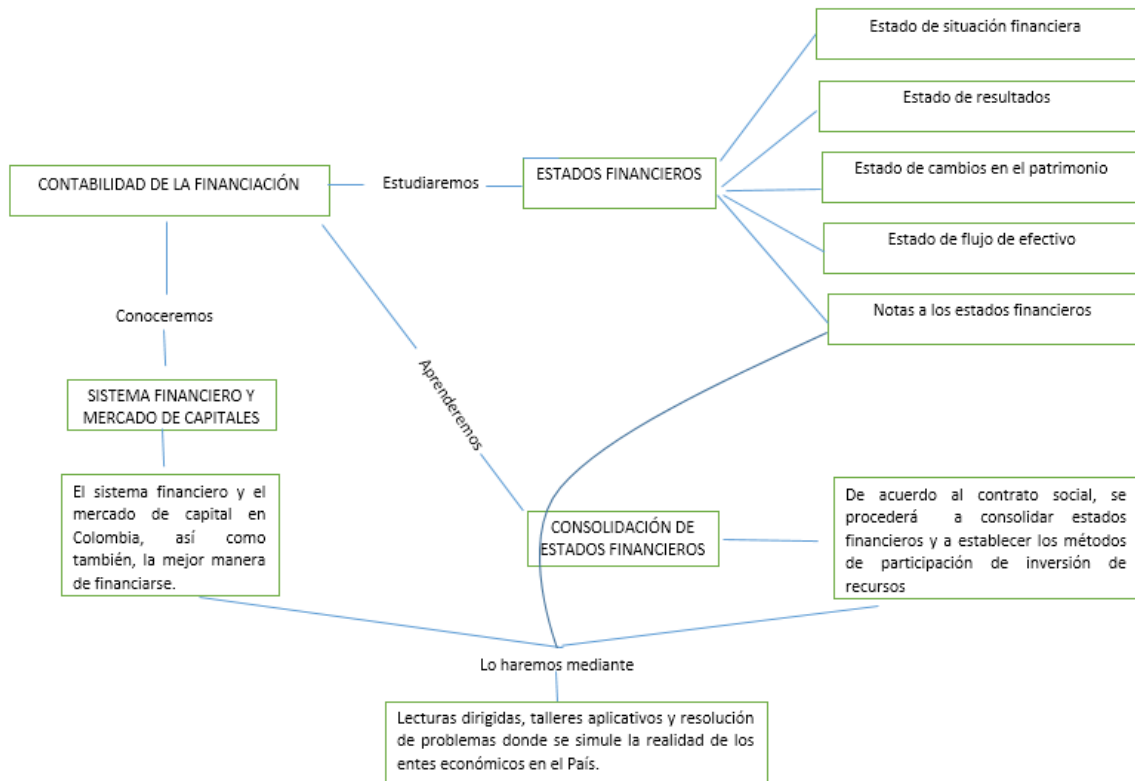 Estado de situación financiera
Estado de resultados
CONTABILIDAD DE LA FINANCIACIÓN
Estudiaremos
ESTADOS FINANCIEROS
Estado de cambios en el patrimonio
Estado de flujo de efectivo
Notas a los estados financieros
Conoceremos
Aprenderemos
SISTEMA FINANCIERO Y
MERCADO DE CAPITALES
El sistema financiero y el
mercado de capital en
Colombia, así como
también, la mejor manera
de financiarse.
CONSOLIDACIÓN DE
ESTADOS FINANCIEROS
De acuerdo al contrato social, se
procederá a consolidar estados
financieros y a establecer los métodos
de participación de inversión de
recursos
Lo haremos mediante
Lecturas dirigidas, talleres aplicativos y resolución
de problemas donde se simule la realidad de los
entes económicos en el País.